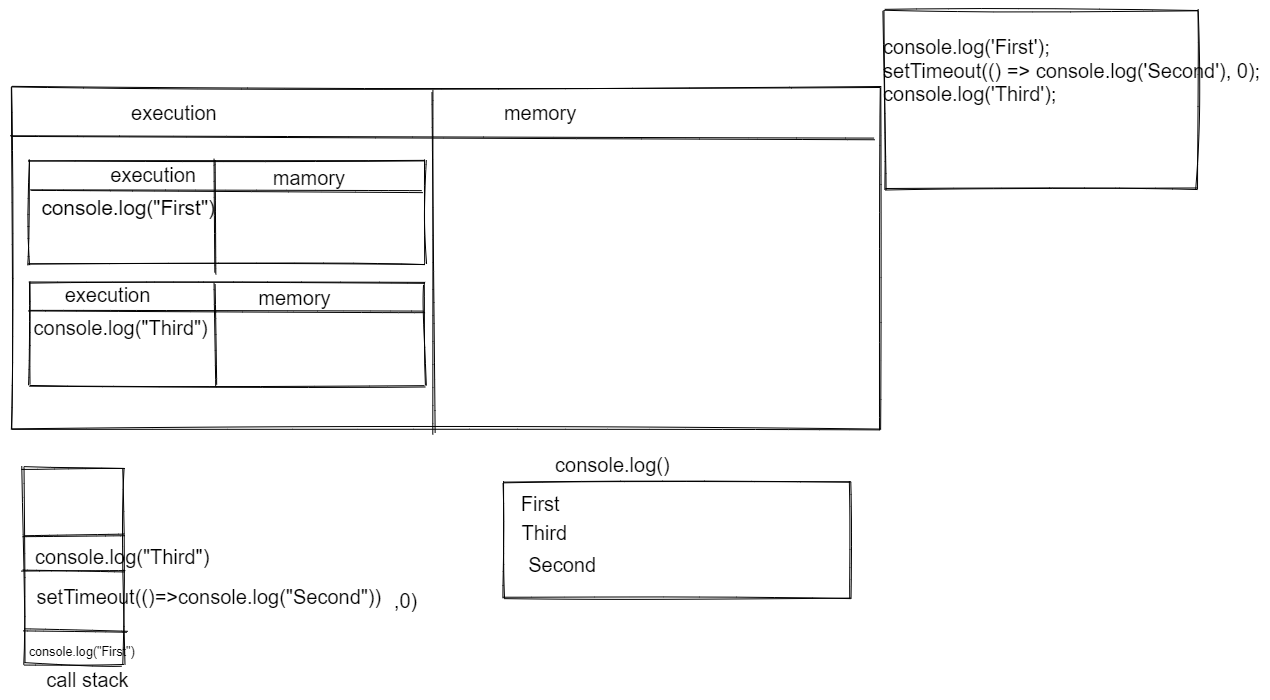 console.log('First');
setTimeout(() => console.log('Second'), 0);
console.log('Third');
execution
memory
execution
mamory
console.log("First")
execution
memory
console.log("Third")
console.log()
First
Third
Second
console.log("Third")
setTimeout(()=>console.log("Second")) ,0)
console.log("First")
call stack